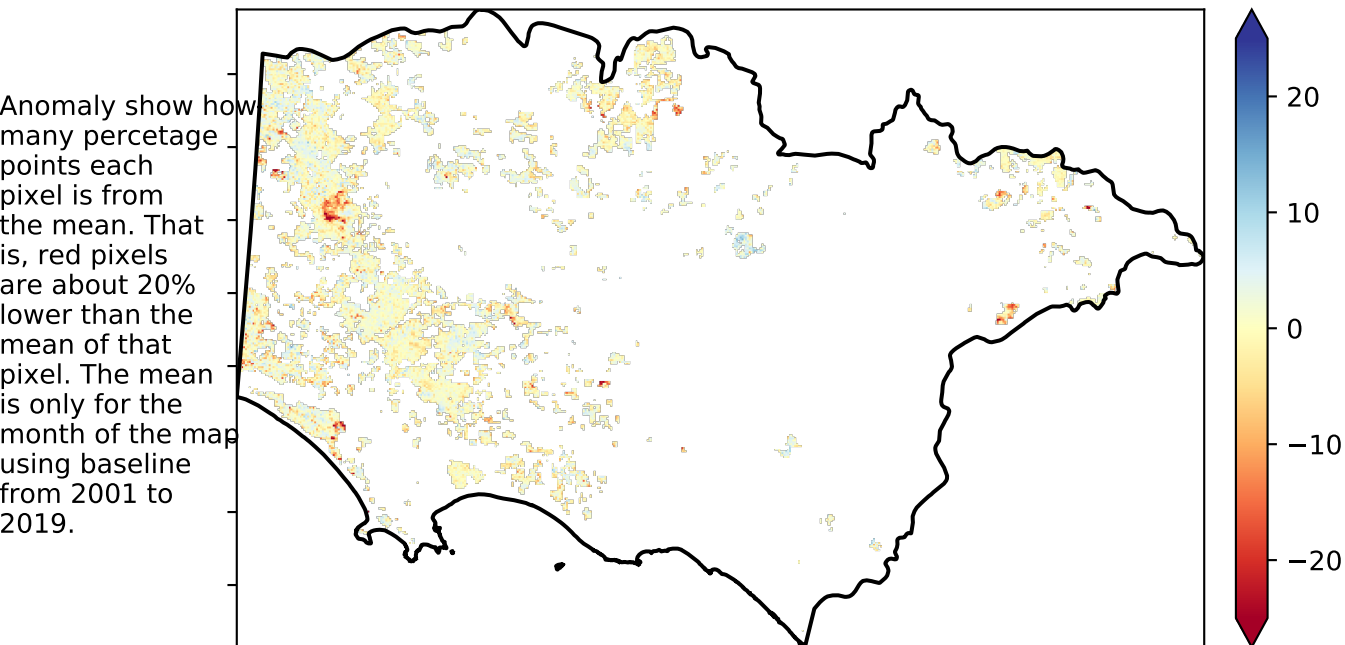 Anomaly show how
many percetage
points each
pixel is from
the mean. That
is, red pixels
are about 20%
lower than the
mean of that
pixel. The mean
is only for the
month of the map
using baseline
from 2001 to
2019.
20
10
0
−10
−20